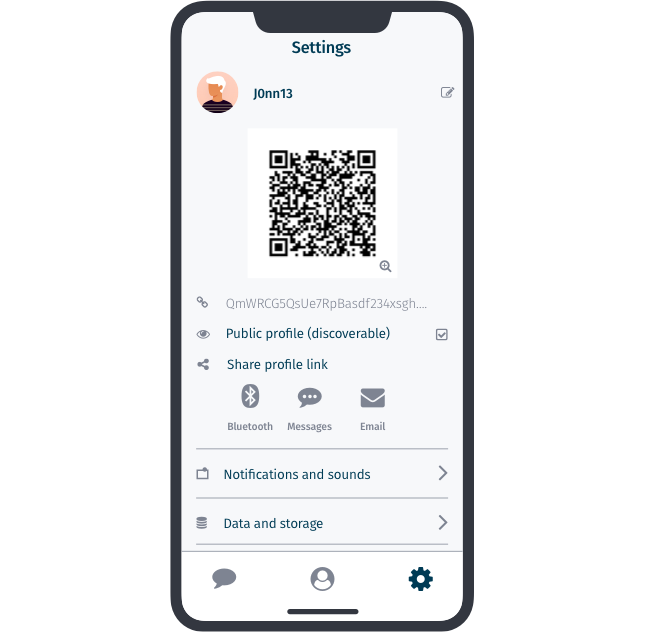 Settings
J0nn13
QmWRCG5QsUe7RpBasdf234xsgh....
Public profile (discoverable)
Share profile link
Bluetooth Messages Email
Notifications and sounds
Data and storage